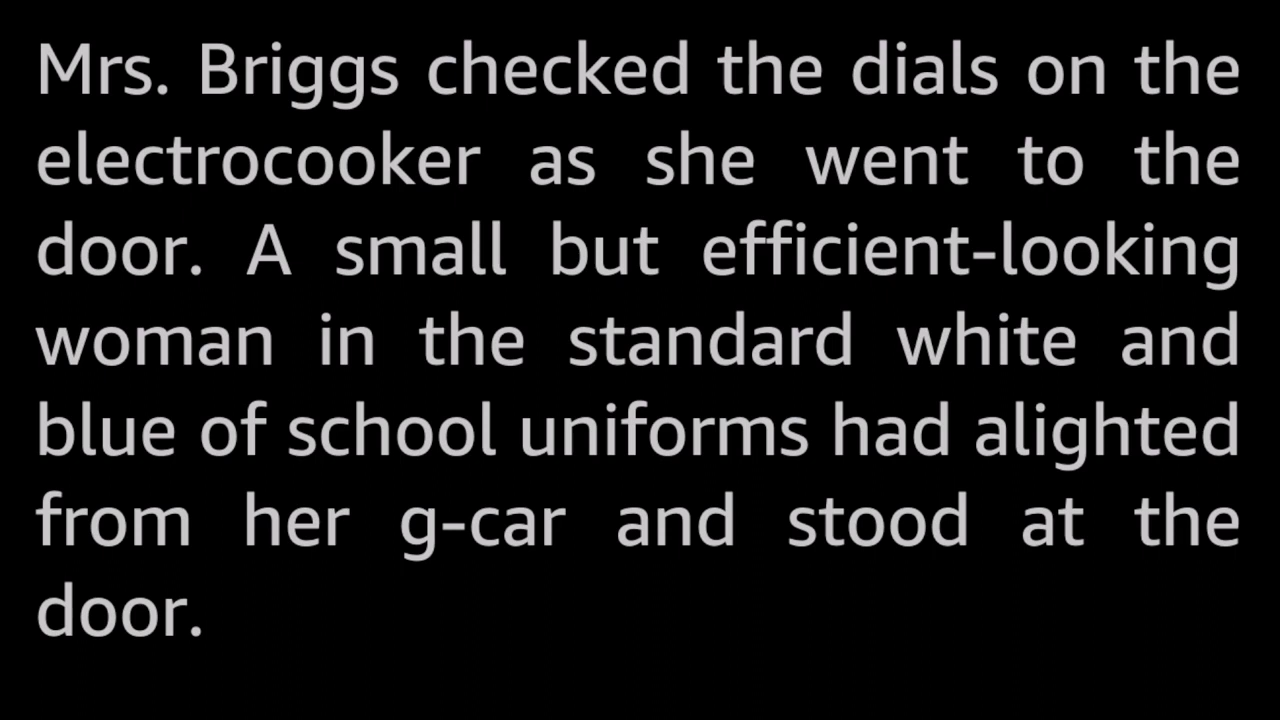 Mrs. Briggs checked the dials on the
electrocooker as she went to the
door. A small but efficient-looking
woman in the standard white and
blue of school uniforms had alighted
from her g-car and stood at the
door.